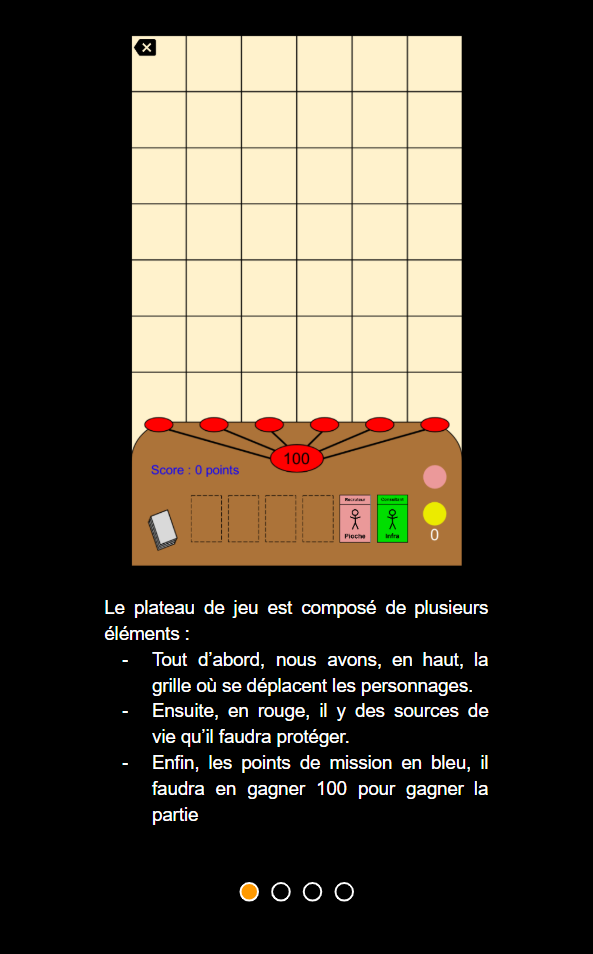 100
Score : 0 points
Recruteur
Consultant
Pioche
Infra
0
Le plateau de jeu est composé de plusieurs
éléments :
- Tout d’abord, nous avons, en haut, la
grille où se déplacent les personnages.
- Ensuite, en rouge, il y des sources de
vie qu’il faudra protéger.
- Enfin, les points de mission en bleu, il
faudra en gagner 100 pour gagner la
partie